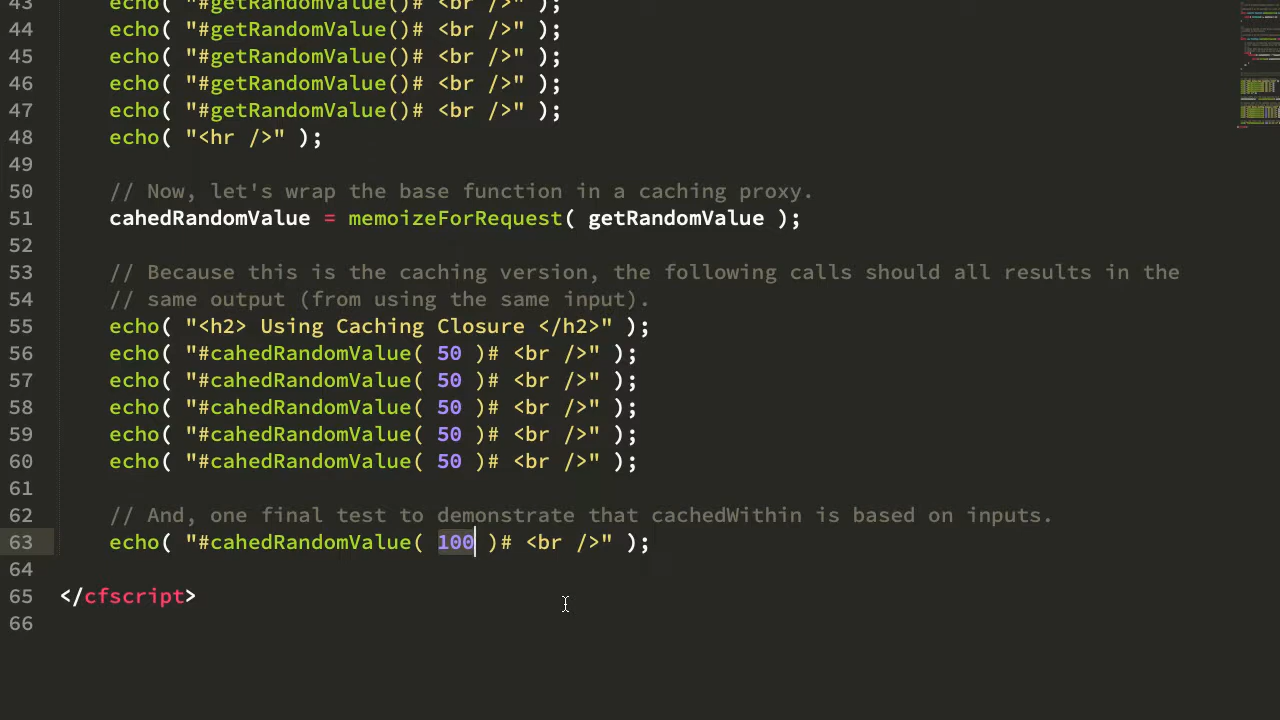 43 echo( "#getRandomValue()# <br />" );
44 echo( "#getRandomValue()# <br />" );
45 echo( "#getRandomValue()# <br />" );
46 echo( "#getRandomValue()# <br />" );
47 echo( "#getRandomValue()# <br />" );
48 echo( "<hr />" );
49
50 // Now, let's wrap the base function in a caching proxy.
51 cahedRandomValue = memoizeForRequest( getRandomValue );
52
53 // Because this is the caching version, the following calls should all results in the
54 // same output (from using the same input).
55 echo( "<h2> Using Caching Closure </h2>" );
56 echo( "#cahedRandomValue( 50 )# <br />" );
57 echo( "#cahedRandomValue( 50 )# <br />" );
58 echo( "#cahedRandomValue( 50 )# <br />" );
59 echo( "#cahedRandomValue( 50 )# <br />" );
60 echo( "#cahedRandomValue( 50 )# <br />" );
61
62 // And, one final test to demonstrate that cachedWithin is based on inputs.
63 echo( "#cahedRandomValue( 100 )# <br />" );
64
65 </cfscript>
66